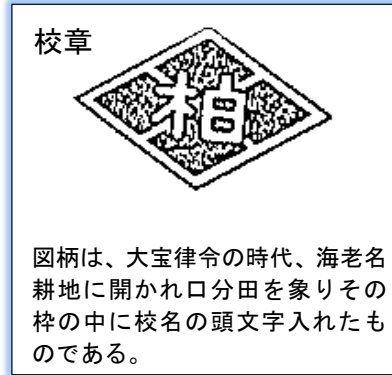 校章
柏
図柄は、大宝律令の時代、海老名
耕地に開かれ口分田を象りその
枠の中に校名の頭文字入れたも
のである。